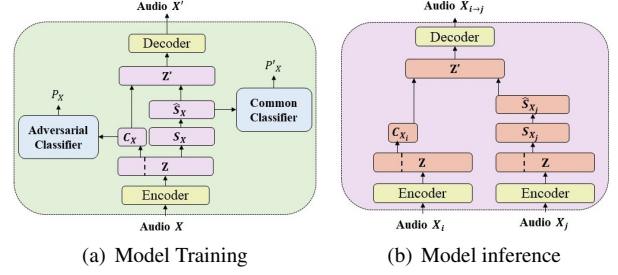 Audio X′
Decoder
Z′
P_X
P′_X
Ŝ_X
Common
Classifier
Adversarial
Classifier
C_X
S_X
Z
Encoder
Audio X
(a) Model Training
Audio X_{i→j}
Decoder
Z′
Ŝ_{X_j}
C_{X_i}
S_{X_j}
Z
Z
Encoder
Encoder
Audio X_i
Audio X_j
(b) Model inference